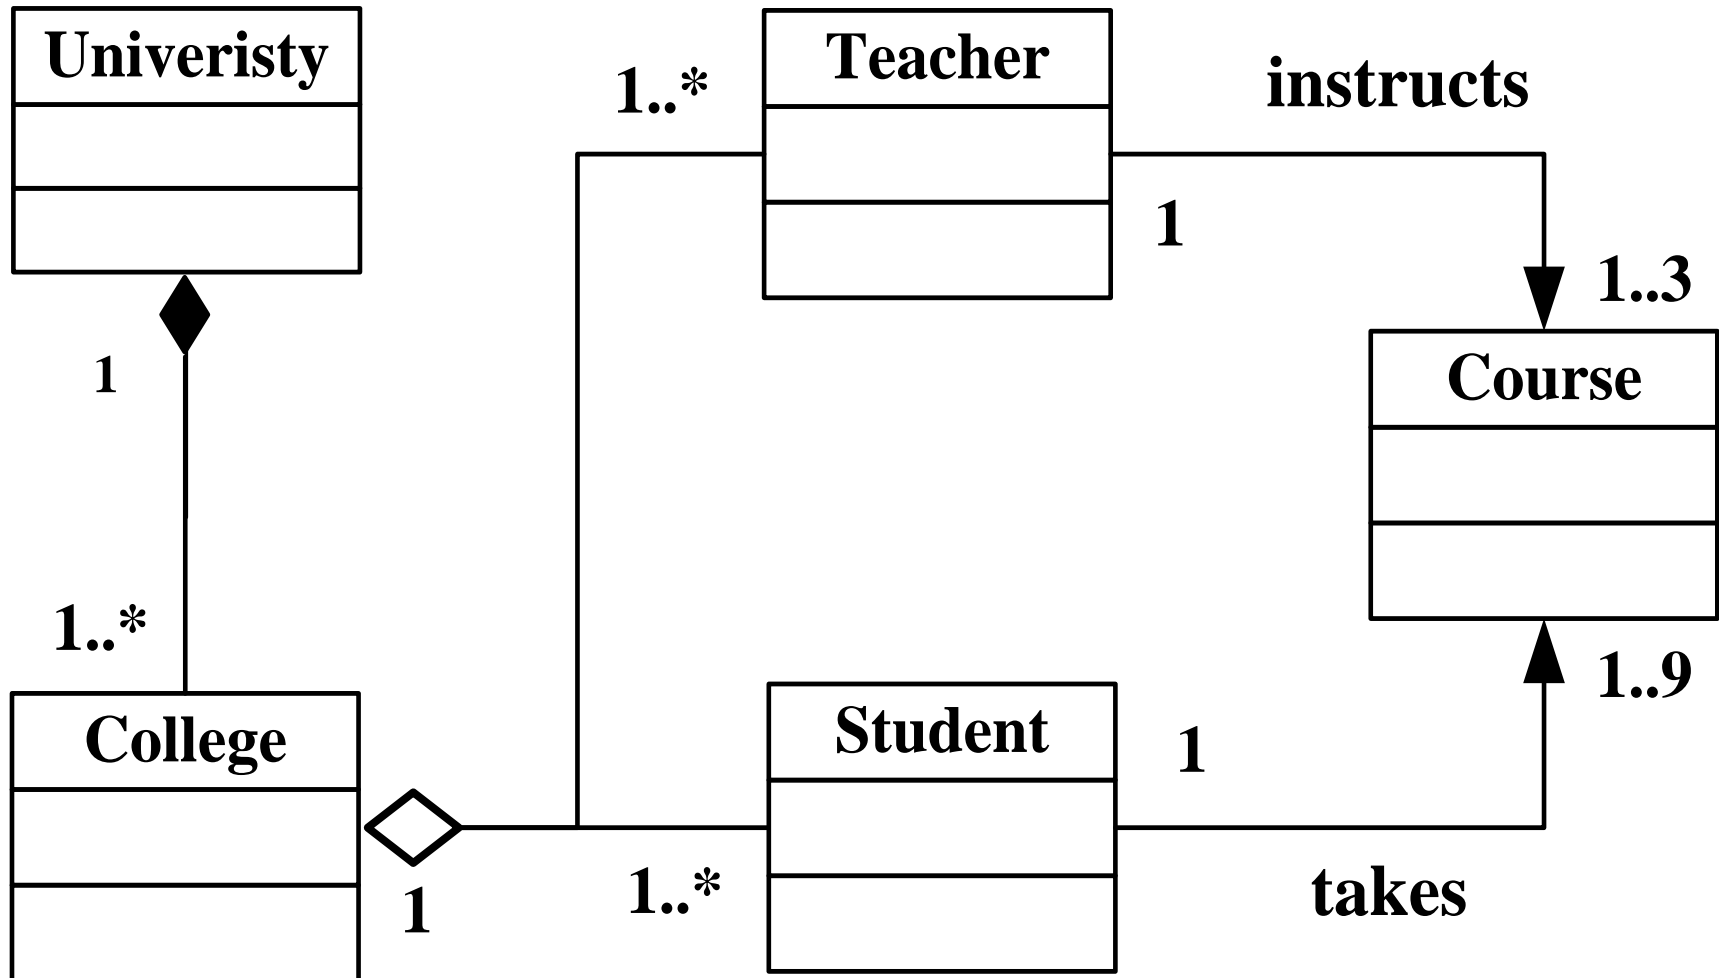 Univeristy
Teacher
instructs
1..*
1
1..3
1
Course
1..*
1..9
College
Student
1
1
1..*
takes